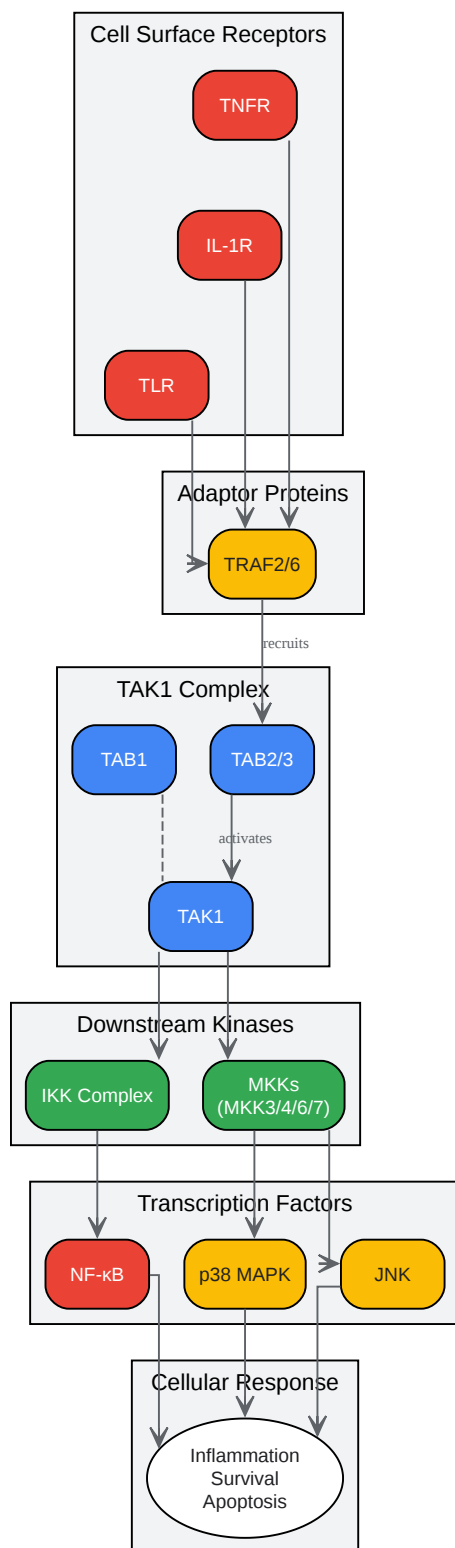 Cell Surface Receptors
TNFR
IL-1R
TLR
Adaptor Proteins
TRAF2/6
recruits
TAK1 Complex
TAB1
TAB2/3
activates
TAK1
Downstream Kinases
IKK Complex
MKKs
(MKK3/4/6/7)
Transcription Factors
NF-κB
p38 MAPK
JNK
Cellular Response
Inflammation
Survival
Apoptosis